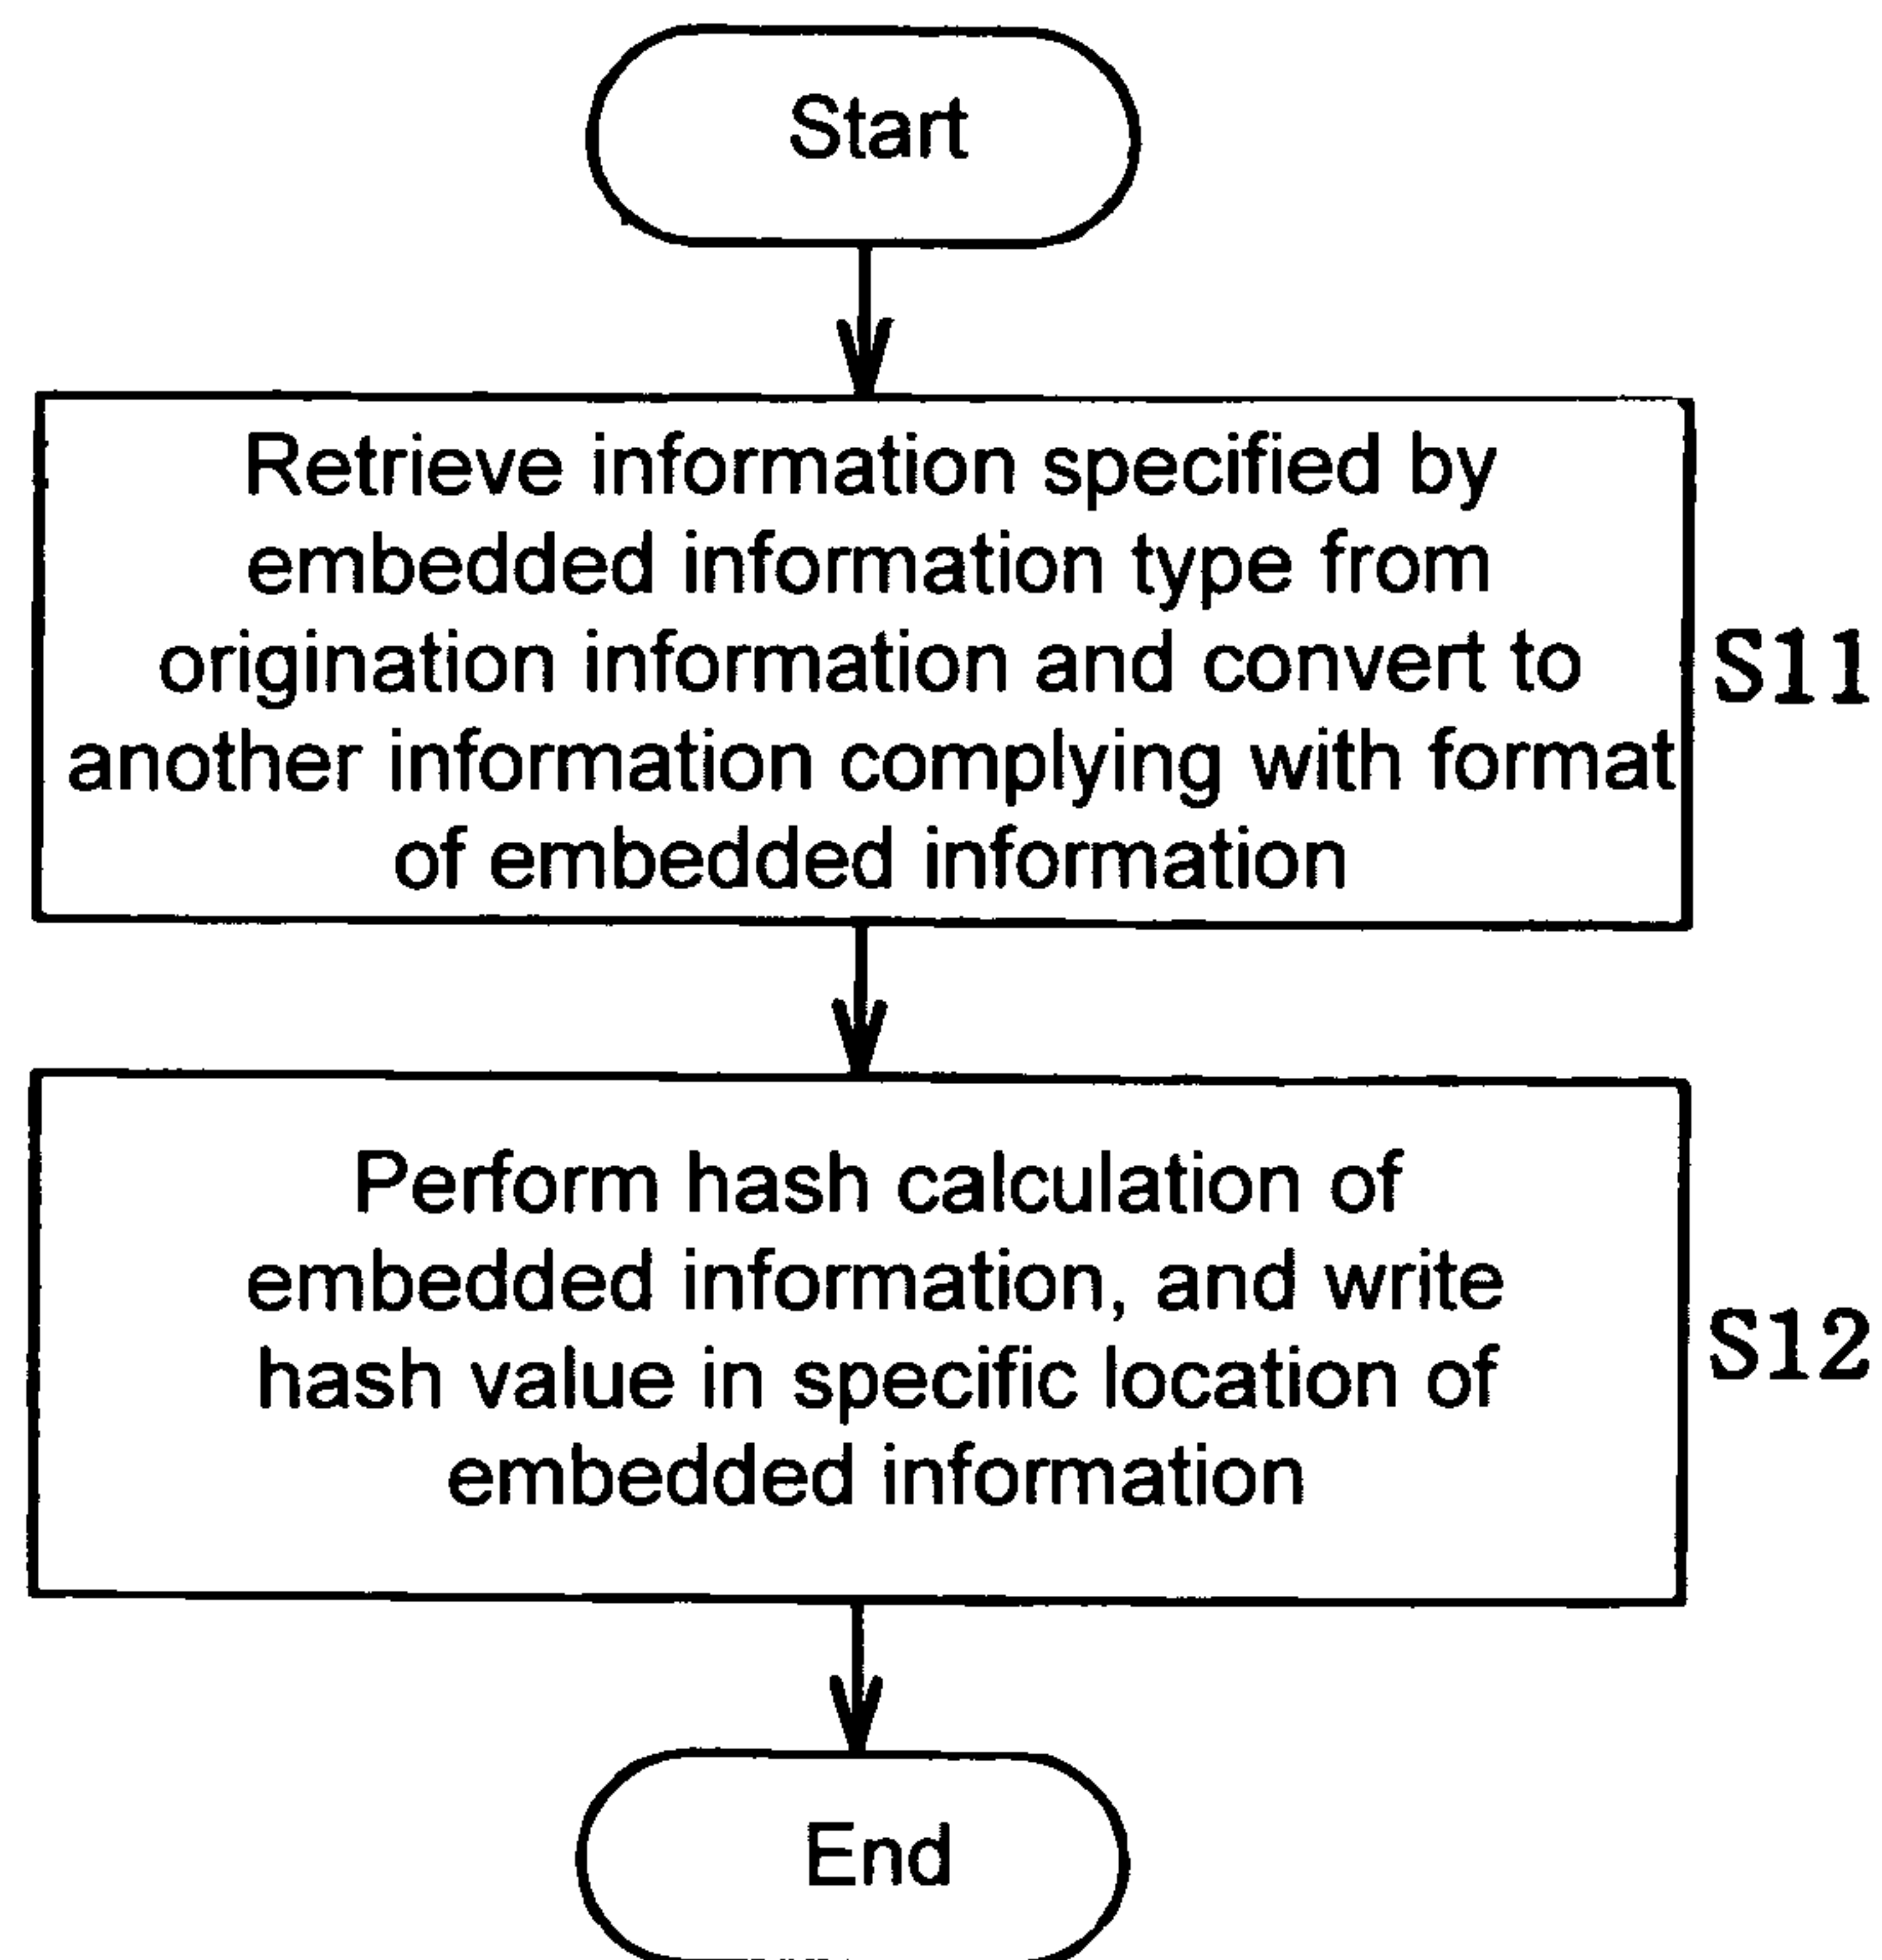 Start
Retrieve information specified by
embedded information type from
origination information and convert to
another information complying with format
of embedded information
S11
Perform hash calculation of
embedded information, and write
hash value in specific location of
embedded information
S12
End